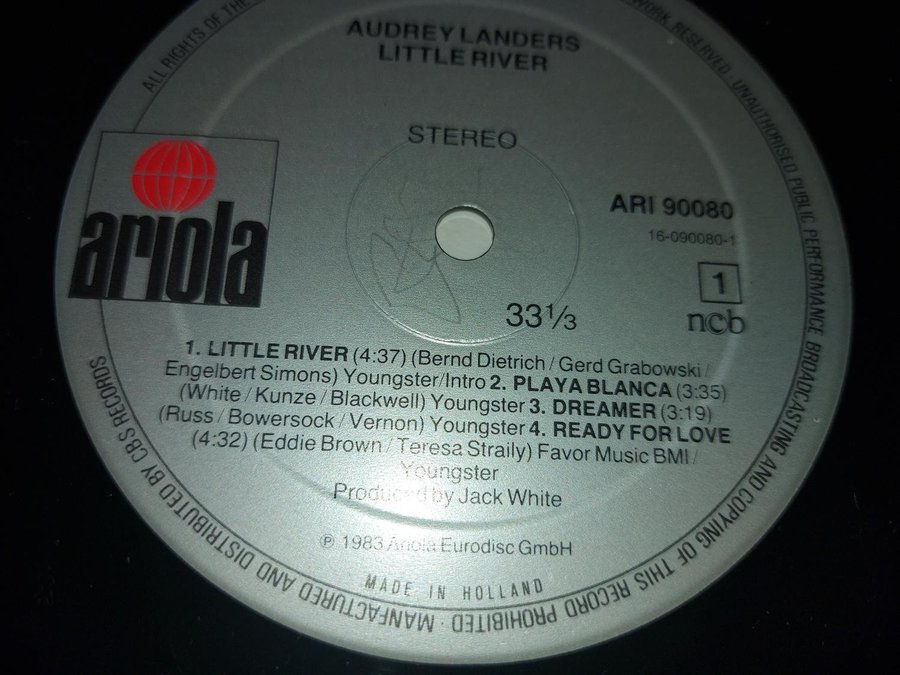 ALL RIGHTS OF THE
WORK RESERVED · UNAUTHORISED PUBLIC PERFORMANCE BROADCASTING AND COPYING OF THIS RECORD PROHIBITED · MANFACTURED AND DISTRIBUTED BY CBS RECORDS
AUDREY LANDERS
LITTLE RIVER
STEREO
ariola
ARI 90080
16-090080-1
1
ncb
33 1/3
1. LITTLE RIVER (4:37) (Bernd Dietrich / Gerd Grabowski /
Engelbert Simons) Youngster/Intro 2. PLAYA BLANCA (3:35)
(White / Kunze / Blackwell) Youngster 3. DREAMER (3:19)
(Russ / Bowersock / Vernon) Youngster 4. READY FOR LOVE
(4:32) (Eddie Brown / Teresa Straily) Favor Music BMI /
Youngster
Produced by Jack White
℗ 1983 Ariola Eurodisc GmbH
MADE IN HOLLAND